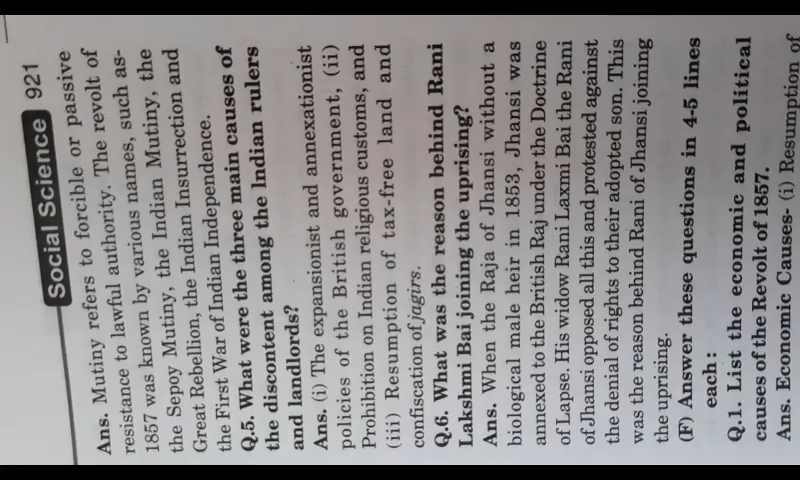 Social Science 921
Ans. Mutiny refers to forcible or passive
resistance to lawful authority. The revolt of
1857 was known by various names, such as-
the Sepoy Mutiny, the Indian Mutiny, the
Great Rebellion, the Indian Insurrection and
the First War of Indian Independence.
Q.5. What were the three main causes of
the discontent among the Indian rulers
and landlords?
Ans. (i) The expansionist and annexationist
policies of the British government, (ii)
Prohibition on Indian religious customs, and
(iii) Resumption of tax-free land and
confiscation of jagirs.
Q.6. What was the reason behind Rani
Lakshmi Bai joining the uprising?
Ans. When the Raja of Jhansi without a
biological male heir in 1853, Jhansi was
annexed to the British Raj under the Doctrine
of Lapse. His widow Rani Laxmi Bai the Rani
of Jhansi opposed all this and protested against
the denial of rights to their adopted son. This
was the reason behind Rani of Jhansi joining
the uprising.
(F) Answer these questions in 4-5 lines
each:
Q.1. List the economic and political
causes of the Revolt of 1857.
Ans. Economic Causes- (i) Resumption of